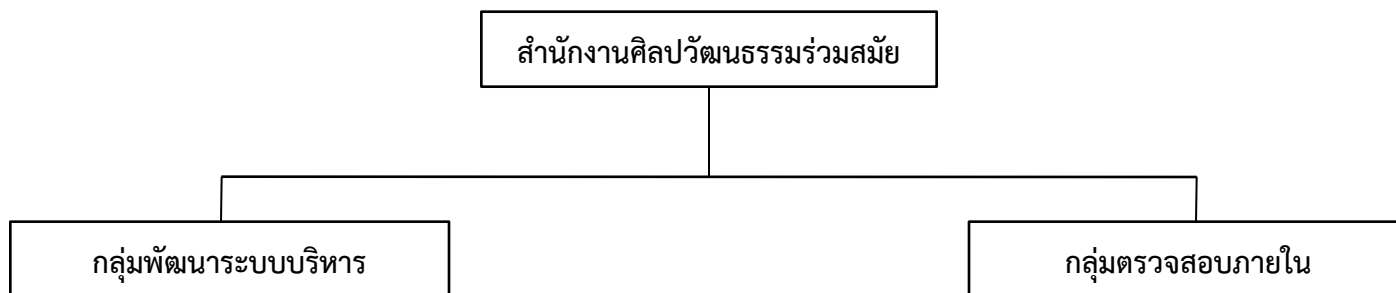 สำนักงานศิลปวัฒนธรรมร่วมสมัย
กลุ่มพัฒนาระบบบริหาร
กลุ่มตรวจสอบภายใน